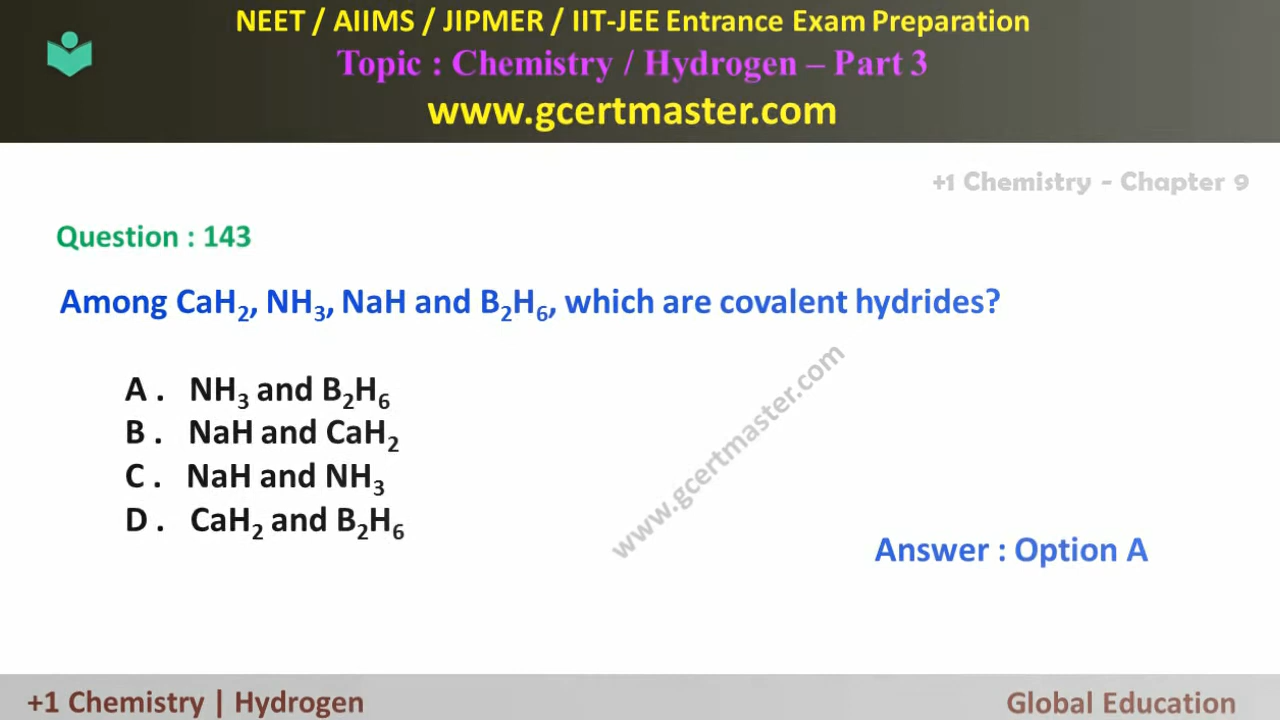 NEET / AIIMS / JIPMER / IIT-JEE Entrance Exam Preparation
Topic : Chemistry / Hydrogen – Part 3
www.gcertmaster.com
+1 Chemistry - Chapter 9
Question : 143
Among CaH₂, NH₃, NaH and B₂H₆, which are covalent hydrides?
A . NH₃ and B₂H₆
B . NaH and CaH₂
C . NaH and NH₃
D . CaH₂ and B₂H₆
www.gcertmaster.com
Answer : Option A
+1 Chemistry | Hydrogen
Global Education